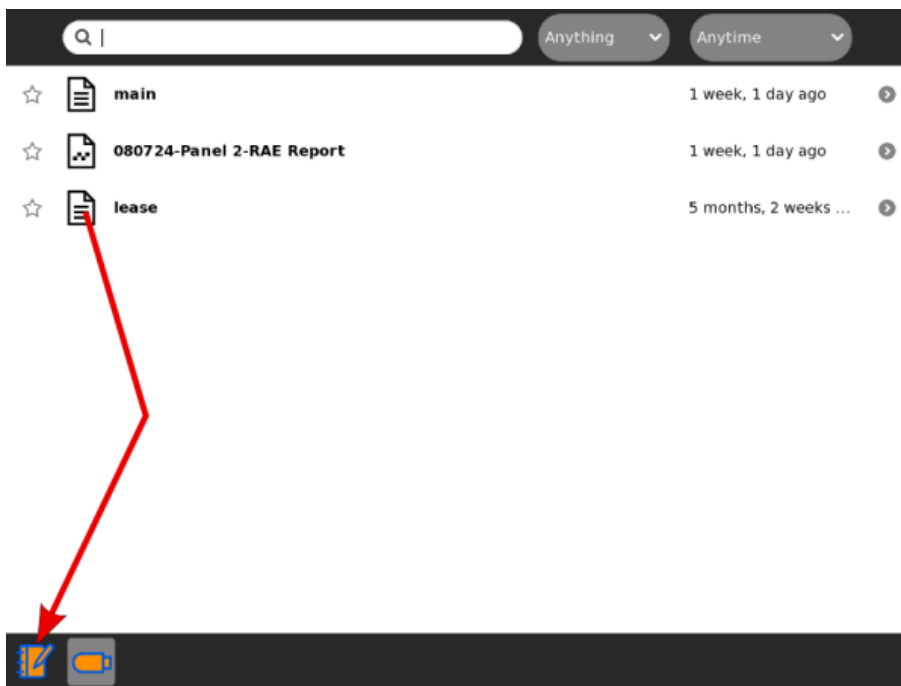 Anything Anytime
main 1 week, 1 day ago
080724-Panel 2-RAE Report 1 week, 1 day ago
lease 5 months, 2 weeks ...